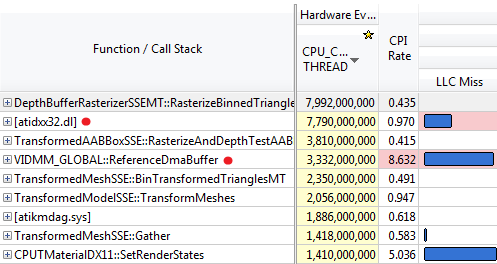 Hardware Ev...
Function / Call Stack
CPU_C...
THREAD
CPI
Rate
LLC Miss
DepthBufferRasterizerSSEMT::RasterizeBinnedTriangle 7,992,000,000 0.435
[atidxx32.dll] 7,790,000,000 0.970
TransformedAABBoxSSE::RasterizeAndDepthTestAAB 3,810,000,000 0.415
VIDMM_GLOBAL::ReferenceDmaBuffer 3,332,000,000 8.632
TransformedMeshSSE::BinTransformedTrianglesMT 2,350,000,000 0.491
TransformedModelSSE::TransformMeshes 2,056,000,000 0.947
[atikmdag.sys] 1,886,000,000 0.618
TransformedMeshSSE::Gather 1,418,000,000 0.583
CPUTMaterialDX11::SetRenderStates 1,410,000,000 5.036